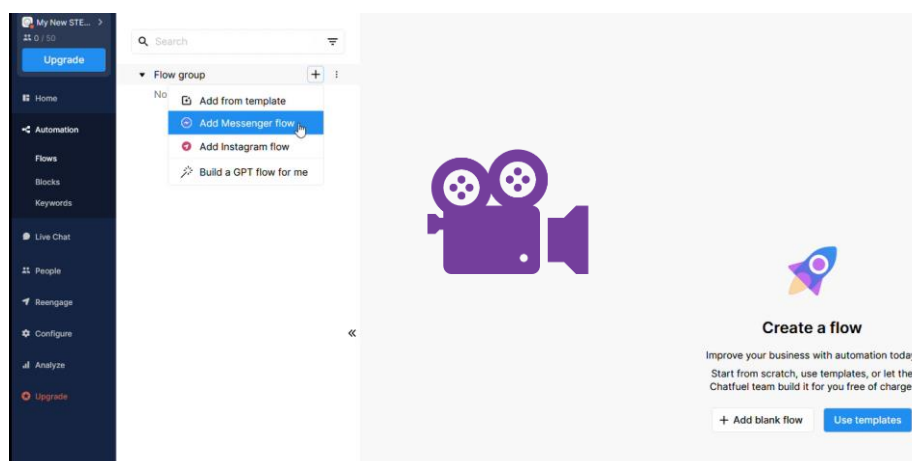 My New STE... >
0 / 50
Upgrade
Home
Automation
Flows
Blocks
Keywords
Live Chat
People
Reengage
Configure
Analyze
Upgrade
Search
Flow group
No
Add from template
Add Messenger flow
Add Instagram flow
Build a GPT flow for me
Create a flow
Improve your business with automation today
Start from scratch, use templates, or let the
Chatfuel team build it for you free of charge
+ Add blank flow
Use templates